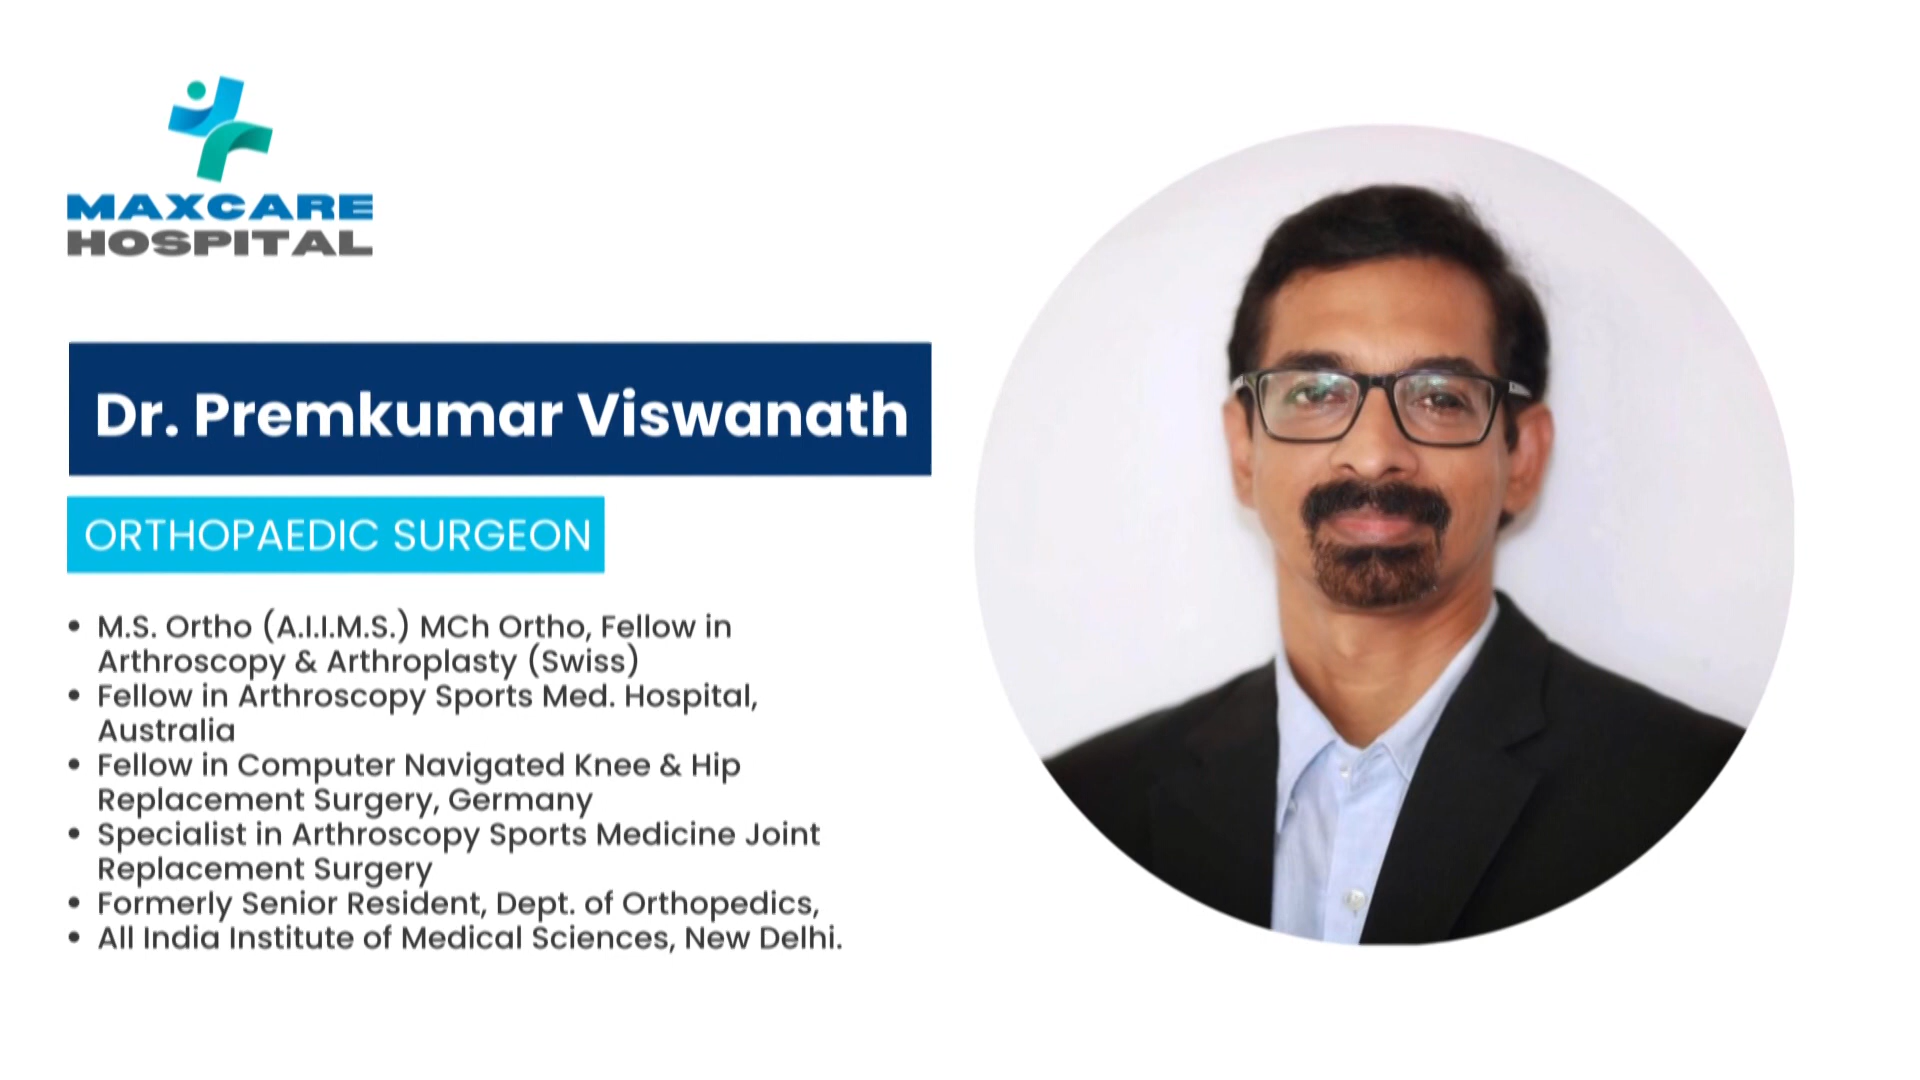 MAXCARE
HOSPITAL
Dr. Premkumar Viswanath
ORTHOPAEDIC SURGEON
• M.S. Ortho (A.I.I.M.S.) MCh Ortho, Fellow in
Arthroscopy & Arthroplasty (Swiss)
• Fellow in Arthroscopy Sports Med. Hospital,
Australia
• Fellow in Computer Navigated Knee & Hip
Replacement Surgery, Germany
• Specialist in Arthroscopy Sports Medicine Joint
Replacement Surgery
• Formerly Senior Resident, Dept. of Orthopedics,
• All India Institute of Medical Sciences, New Delhi.